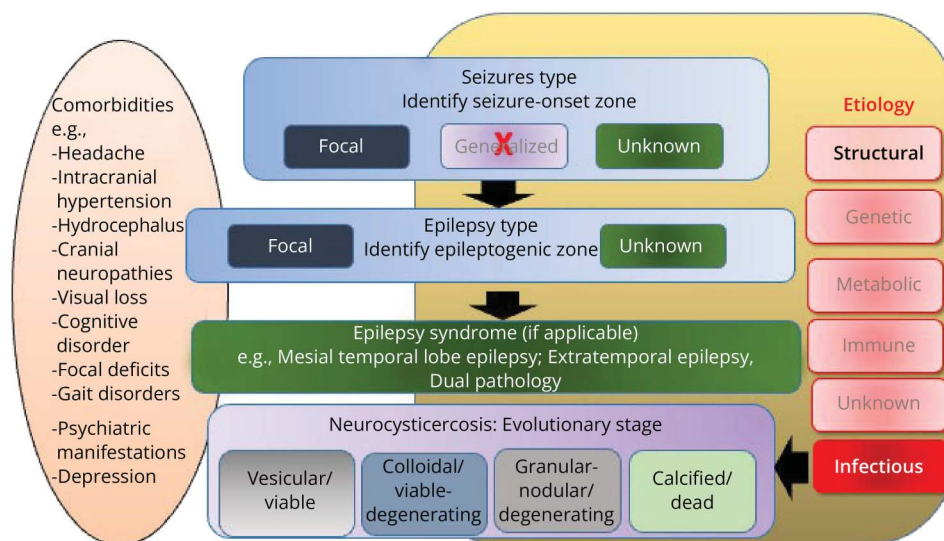 Comorbidities
e.g.,
-Headache
-Intracranial
hypertension
-Hydrocephalus
-Cranial
neuropathies
-Visual loss
-Cognitive
disorder
-Focal deficits
-Gait disorders
-Psychiatric
manifestations
-Depression
Seizures type
Identify seizure-onset zone
Focal
Generalized
X
Unknown
Epilepsy type
Identify epileptogenic zone
Focal
Unknown
Epilepsy syndrome (if applicable)
e.g., Mesial temporal lobe epilepsy; Extratemporal epilepsy,
Dual pathology
Neurocysticercosis: Evolutionary stage
Vesicular/
viable
Colloidal/
viable-
degenerating
Granular-
nodular/
degenerating
Calcified/
dead
Etiology
Structural
Genetic
Metabolic
Immune
Unknown
Infectious